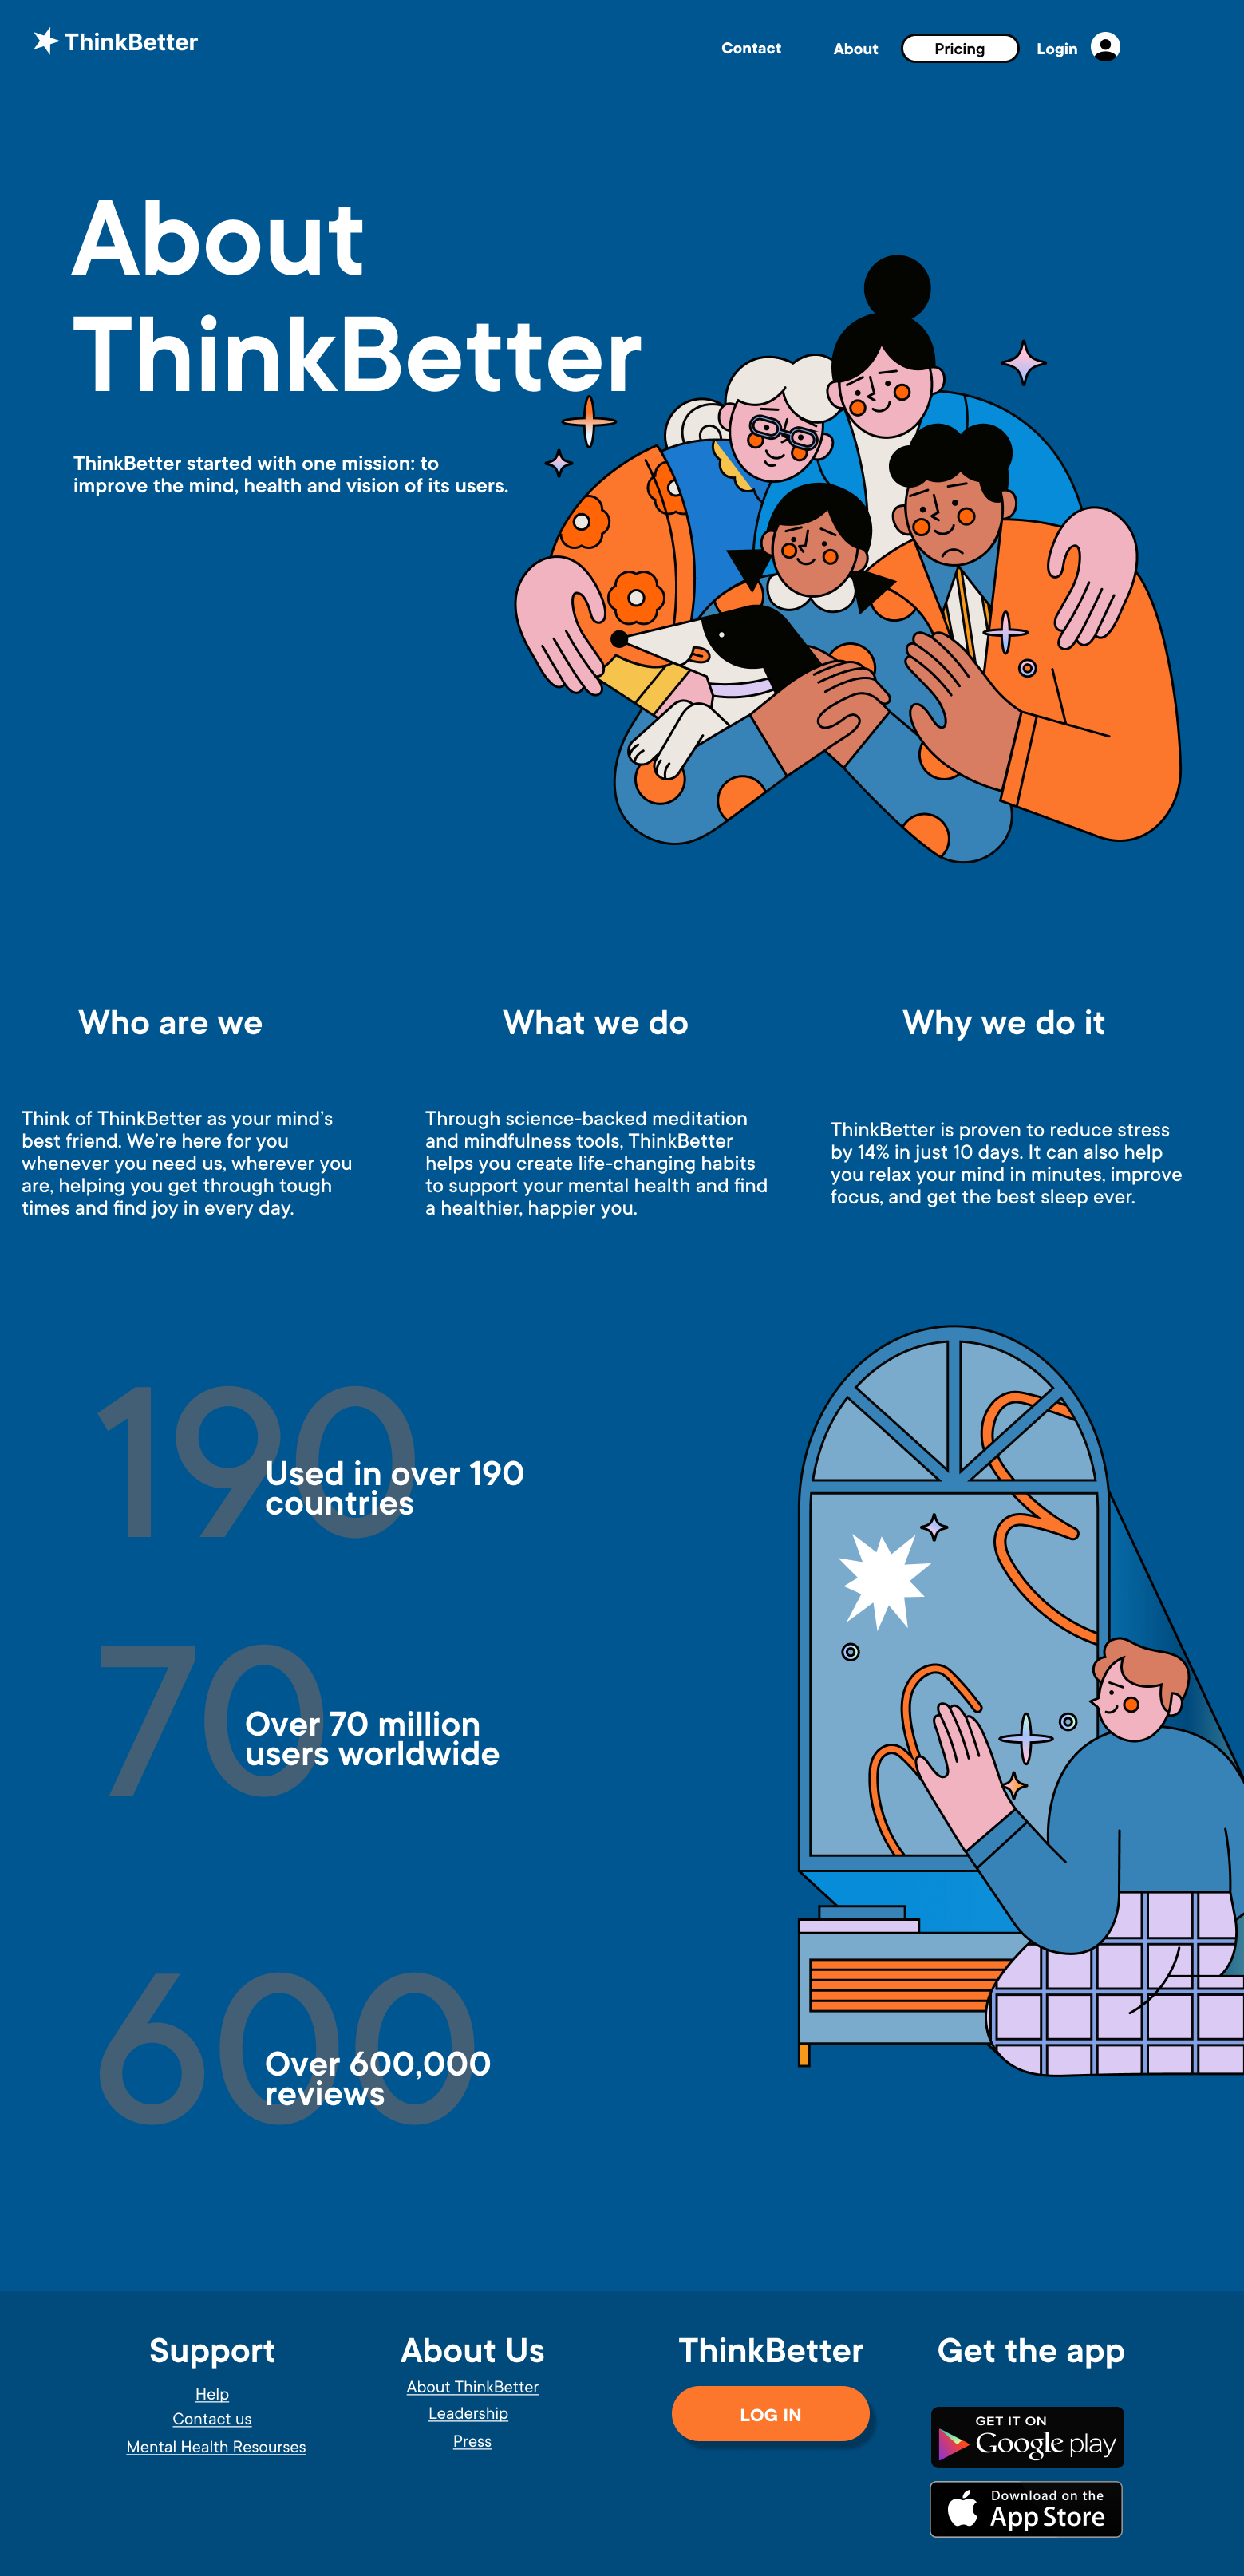 ThinkBetter
Contact
About
Pricing
Login
About
ThinkBetter
ThinkBetter started with one mission: to
improve the mind, health and vision of its users.
Who are we
Think of ThinkBetter as your mind’s
best friend. We’re here for you
whenever you need us, wherever you
are, helping you get through tough
times and find joy in every day.
What we do
Through science-backed meditation
and mindfulness tools, ThinkBetter
helps you create life-changing habits
to support your mental health and find
a healthier, happier you.
Why we do it
ThinkBetter is proven to reduce stress
by 14% in just 10 days. It can also help
you relax your mind in minutes, improve
focus, and get the best sleep ever.
190
Used in over 190
countries
70
Over 70 million
users worldwide
600
Over 600,000
reviews
Support
Help
Contact us
Mental Health Resourses
About Us
About ThinkBetter
Leadership
Press
ThinkBetter
LOG IN
Get the app
GET IT ON
Google play
Download on the
App Store